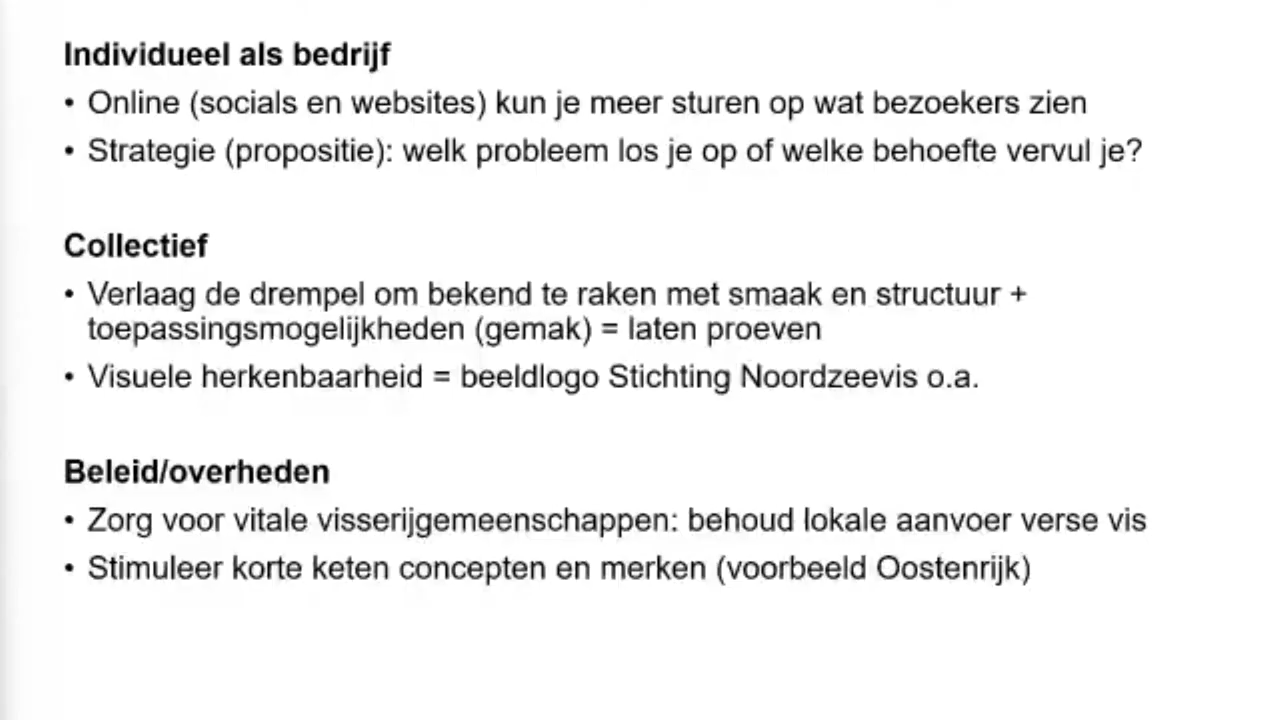 Individueel als bedrijf
• Online (socials en websites) kun je meer sturen op wat bezoekers zien
• Strategie (propositie): welk probleem los je op of welke behoefte vervul je?
Collectief
• Verlaag de drempel om bekend te raken met smaak en structuur +
toepassingsmogelijkheden (gemak) = laten proeven
• Visuele herkenbaarheid = beeldlogo Stichting Noordzeevis o.a.
Beleid/overheden
• Zorg voor vitale visserijgemeenschappen: behoud lokale aanvoer verse vis
• Stimuleer korte keten concepten en merken (voorbeeld Oostenrijk)